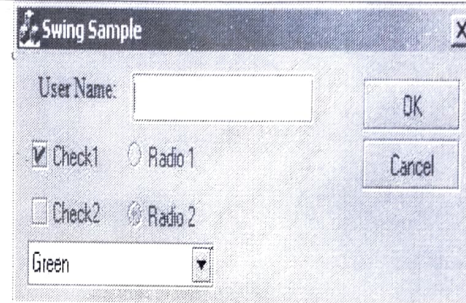 Swing Sample
User Name:
OK
Check1 Radio 1
Cancel
Check2 Radio 2
Green